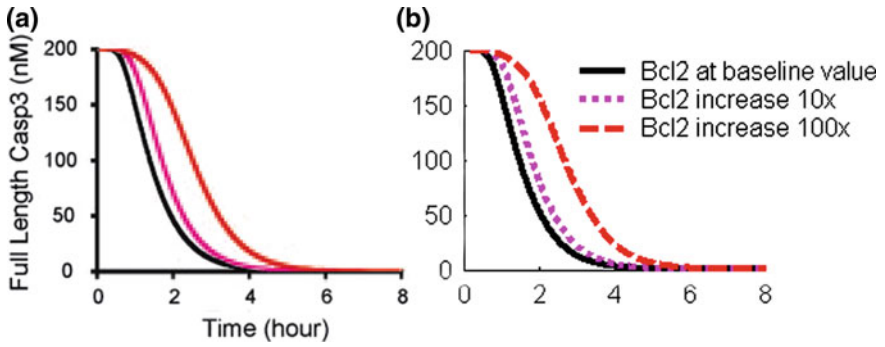 (a)
Full Length Casp3 (nM)
200
150
100
50
0
0 2 4 6 8
Time (hour)
(b)
200
150
100
50
0
0 2 4 6 8
Bcl2 at baseline value
Bcl2 increase 10x
Bcl2 increase 100x